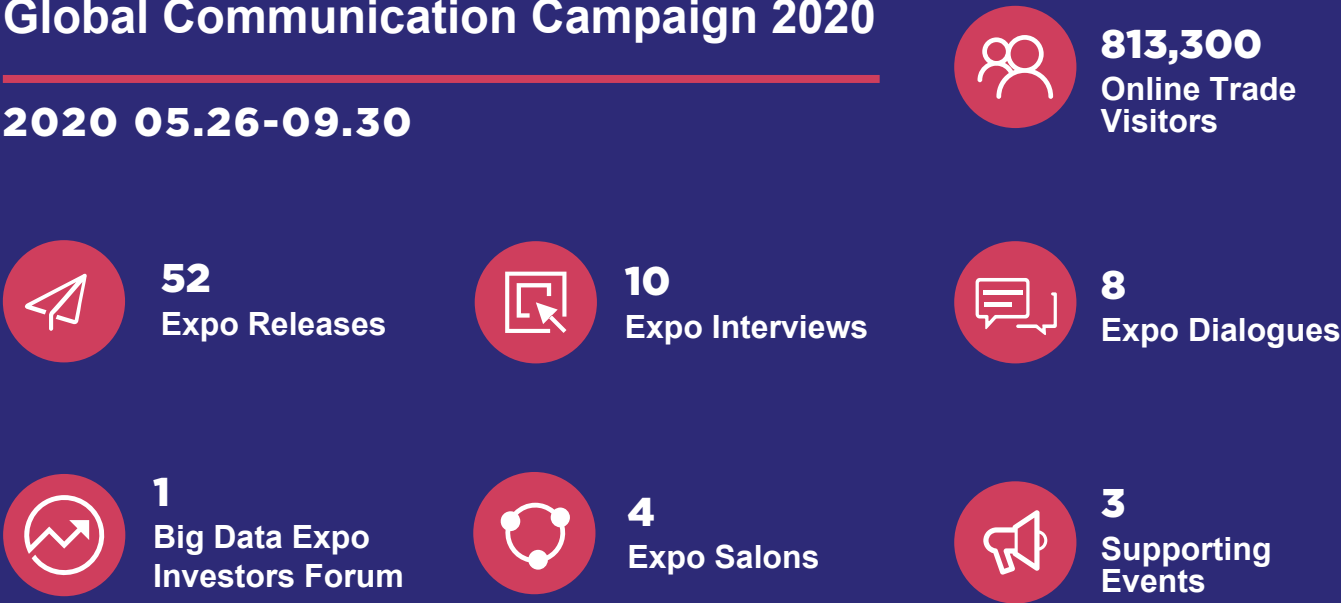 Global Communication Campaign 2020
2020 05.26-09.30
813,300
Online Trade
Visitors
52
Expo Releases
10
Expo Interviews
8
Expo Dialogues
1
Big Data Expo
Investors Forum
4
Expo Salons
3
Supporting
Events